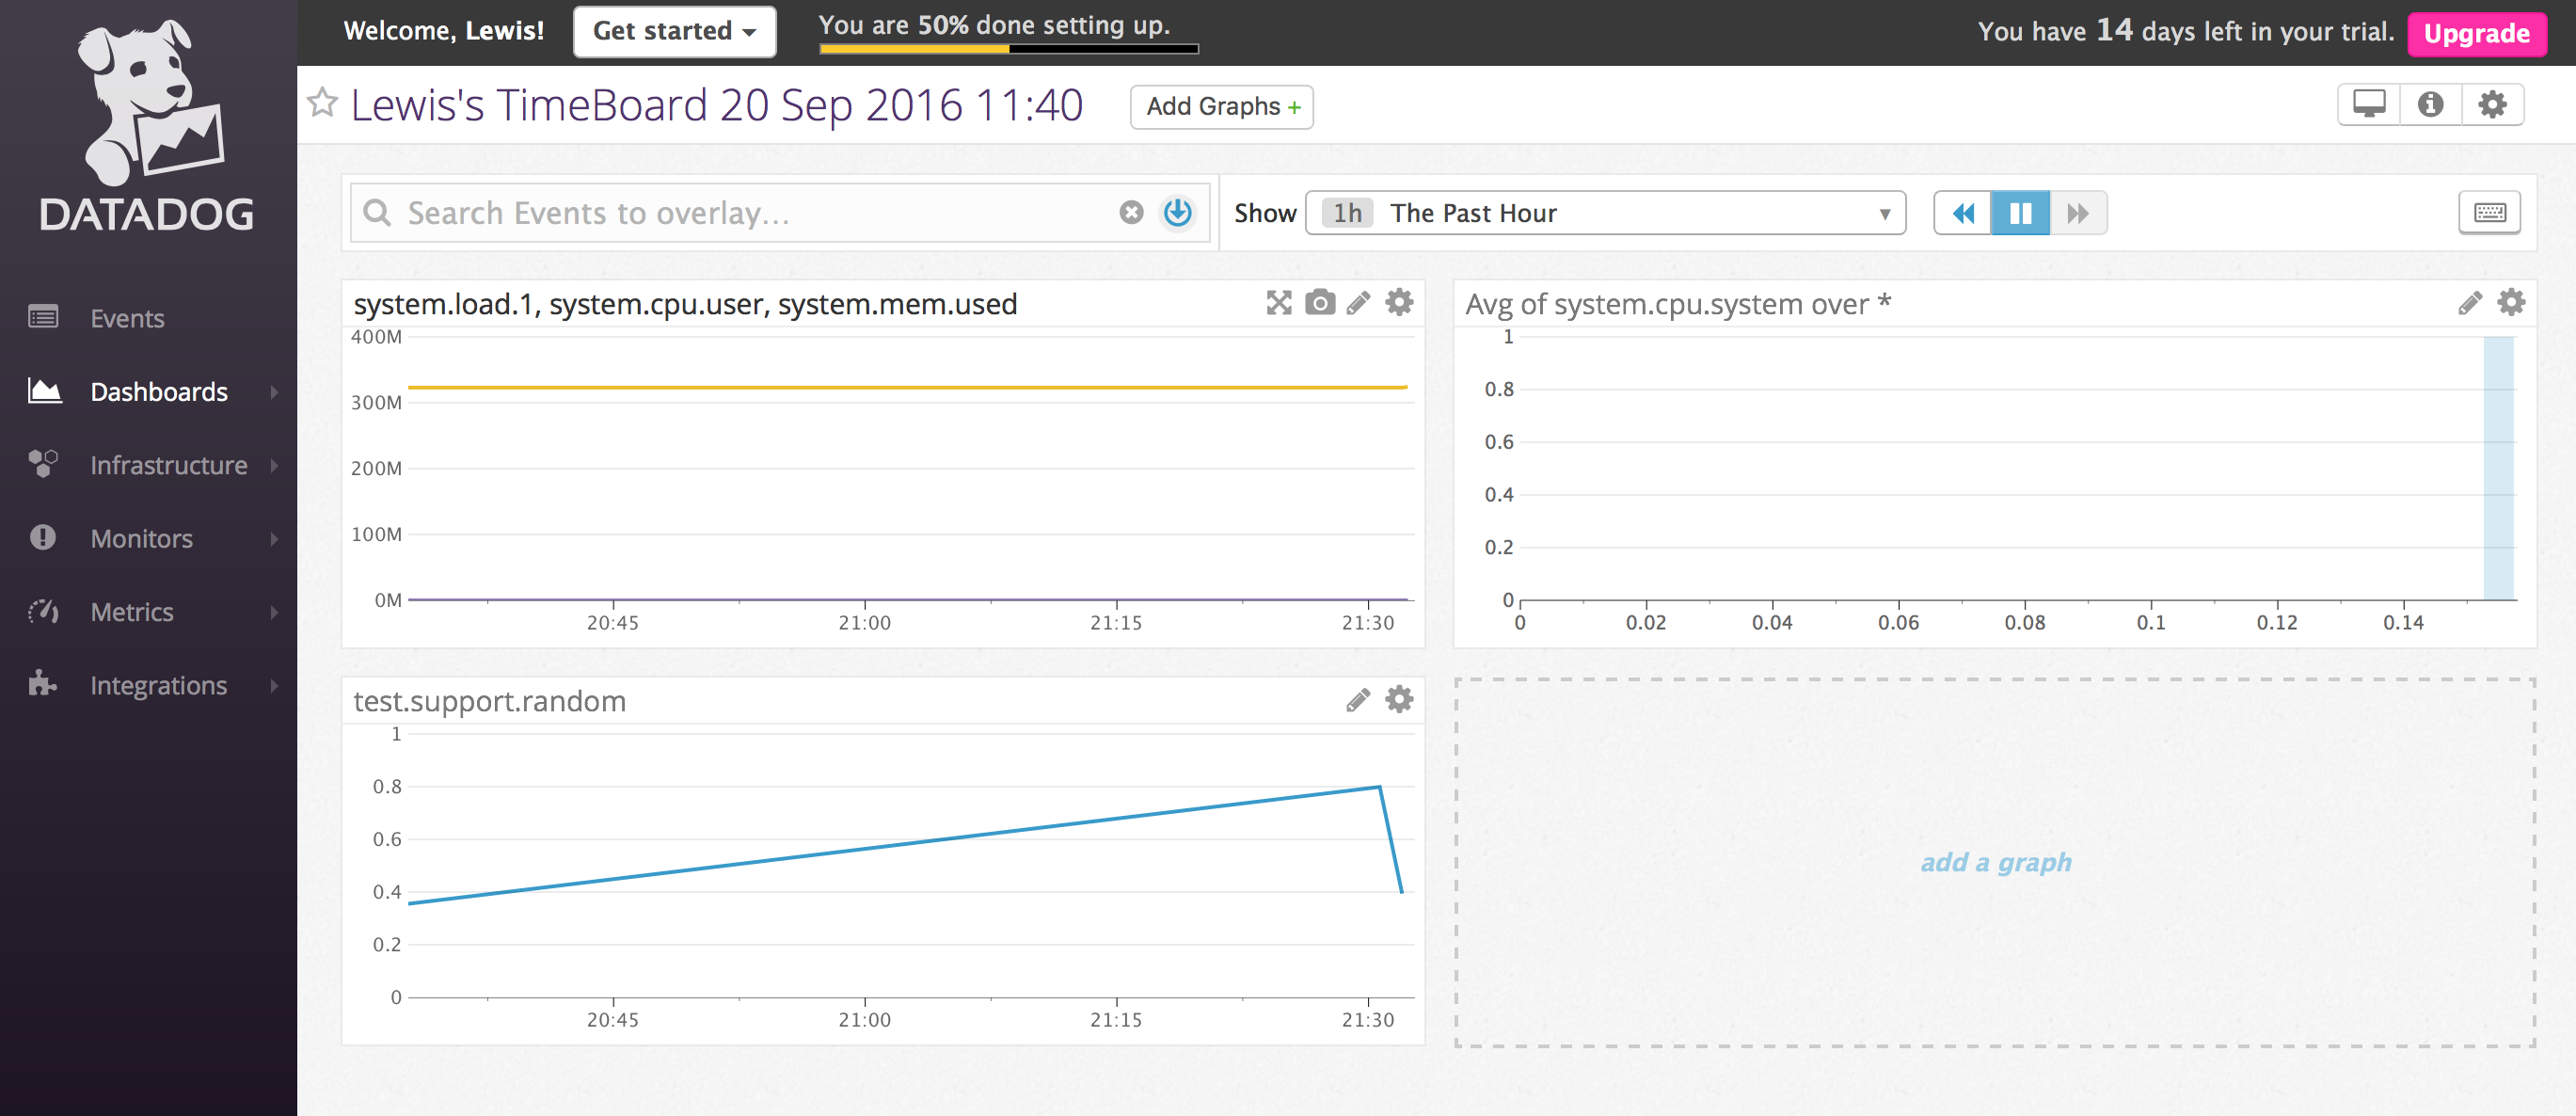 DATADOG
Events
Dashboards
Infrastructure
Monitors
Metrics
Integrations
Welcome, Lewis!
Get started
You are 50% done setting up.
You have 14 days left in your trial.
Upgrade
Lewis's TimeBoard 20 Sep 2016 11:40
Add Graphs +
Search Events to overlay...
Show
1h The Past Hour
system.load.1, system.cpu.user, system.mem.used
400M
300M
200M
100M
0M
20:45 21:00 21:15 21:30
Avg of system.cpu.system over *
1
0.8
0.6
0.4
0.2
0
0 0.02 0.04 0.06 0.08 0.1 0.12 0.14
test.support.random
1
0.8
0.6
0.4
0.2
0
20:45 21:00 21:15 21:30
add a graph